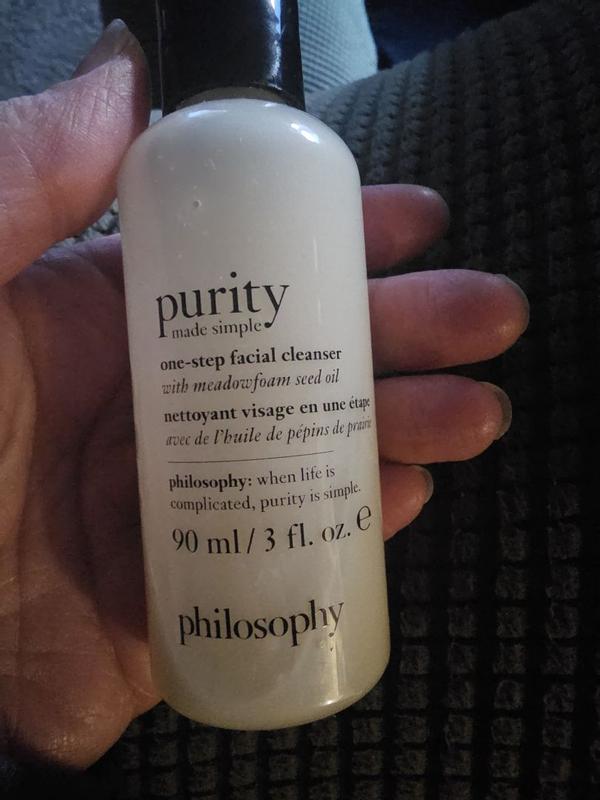 purity
made simple
one-step facial cleanser
with meadowfoam seed oil
nettoyant visage en une étape
avec de l'huile de pépins de prairie
philosophy: when life is
complicated, purity is simple.
90 ml / 3 fl. oz. ℮
philosophy